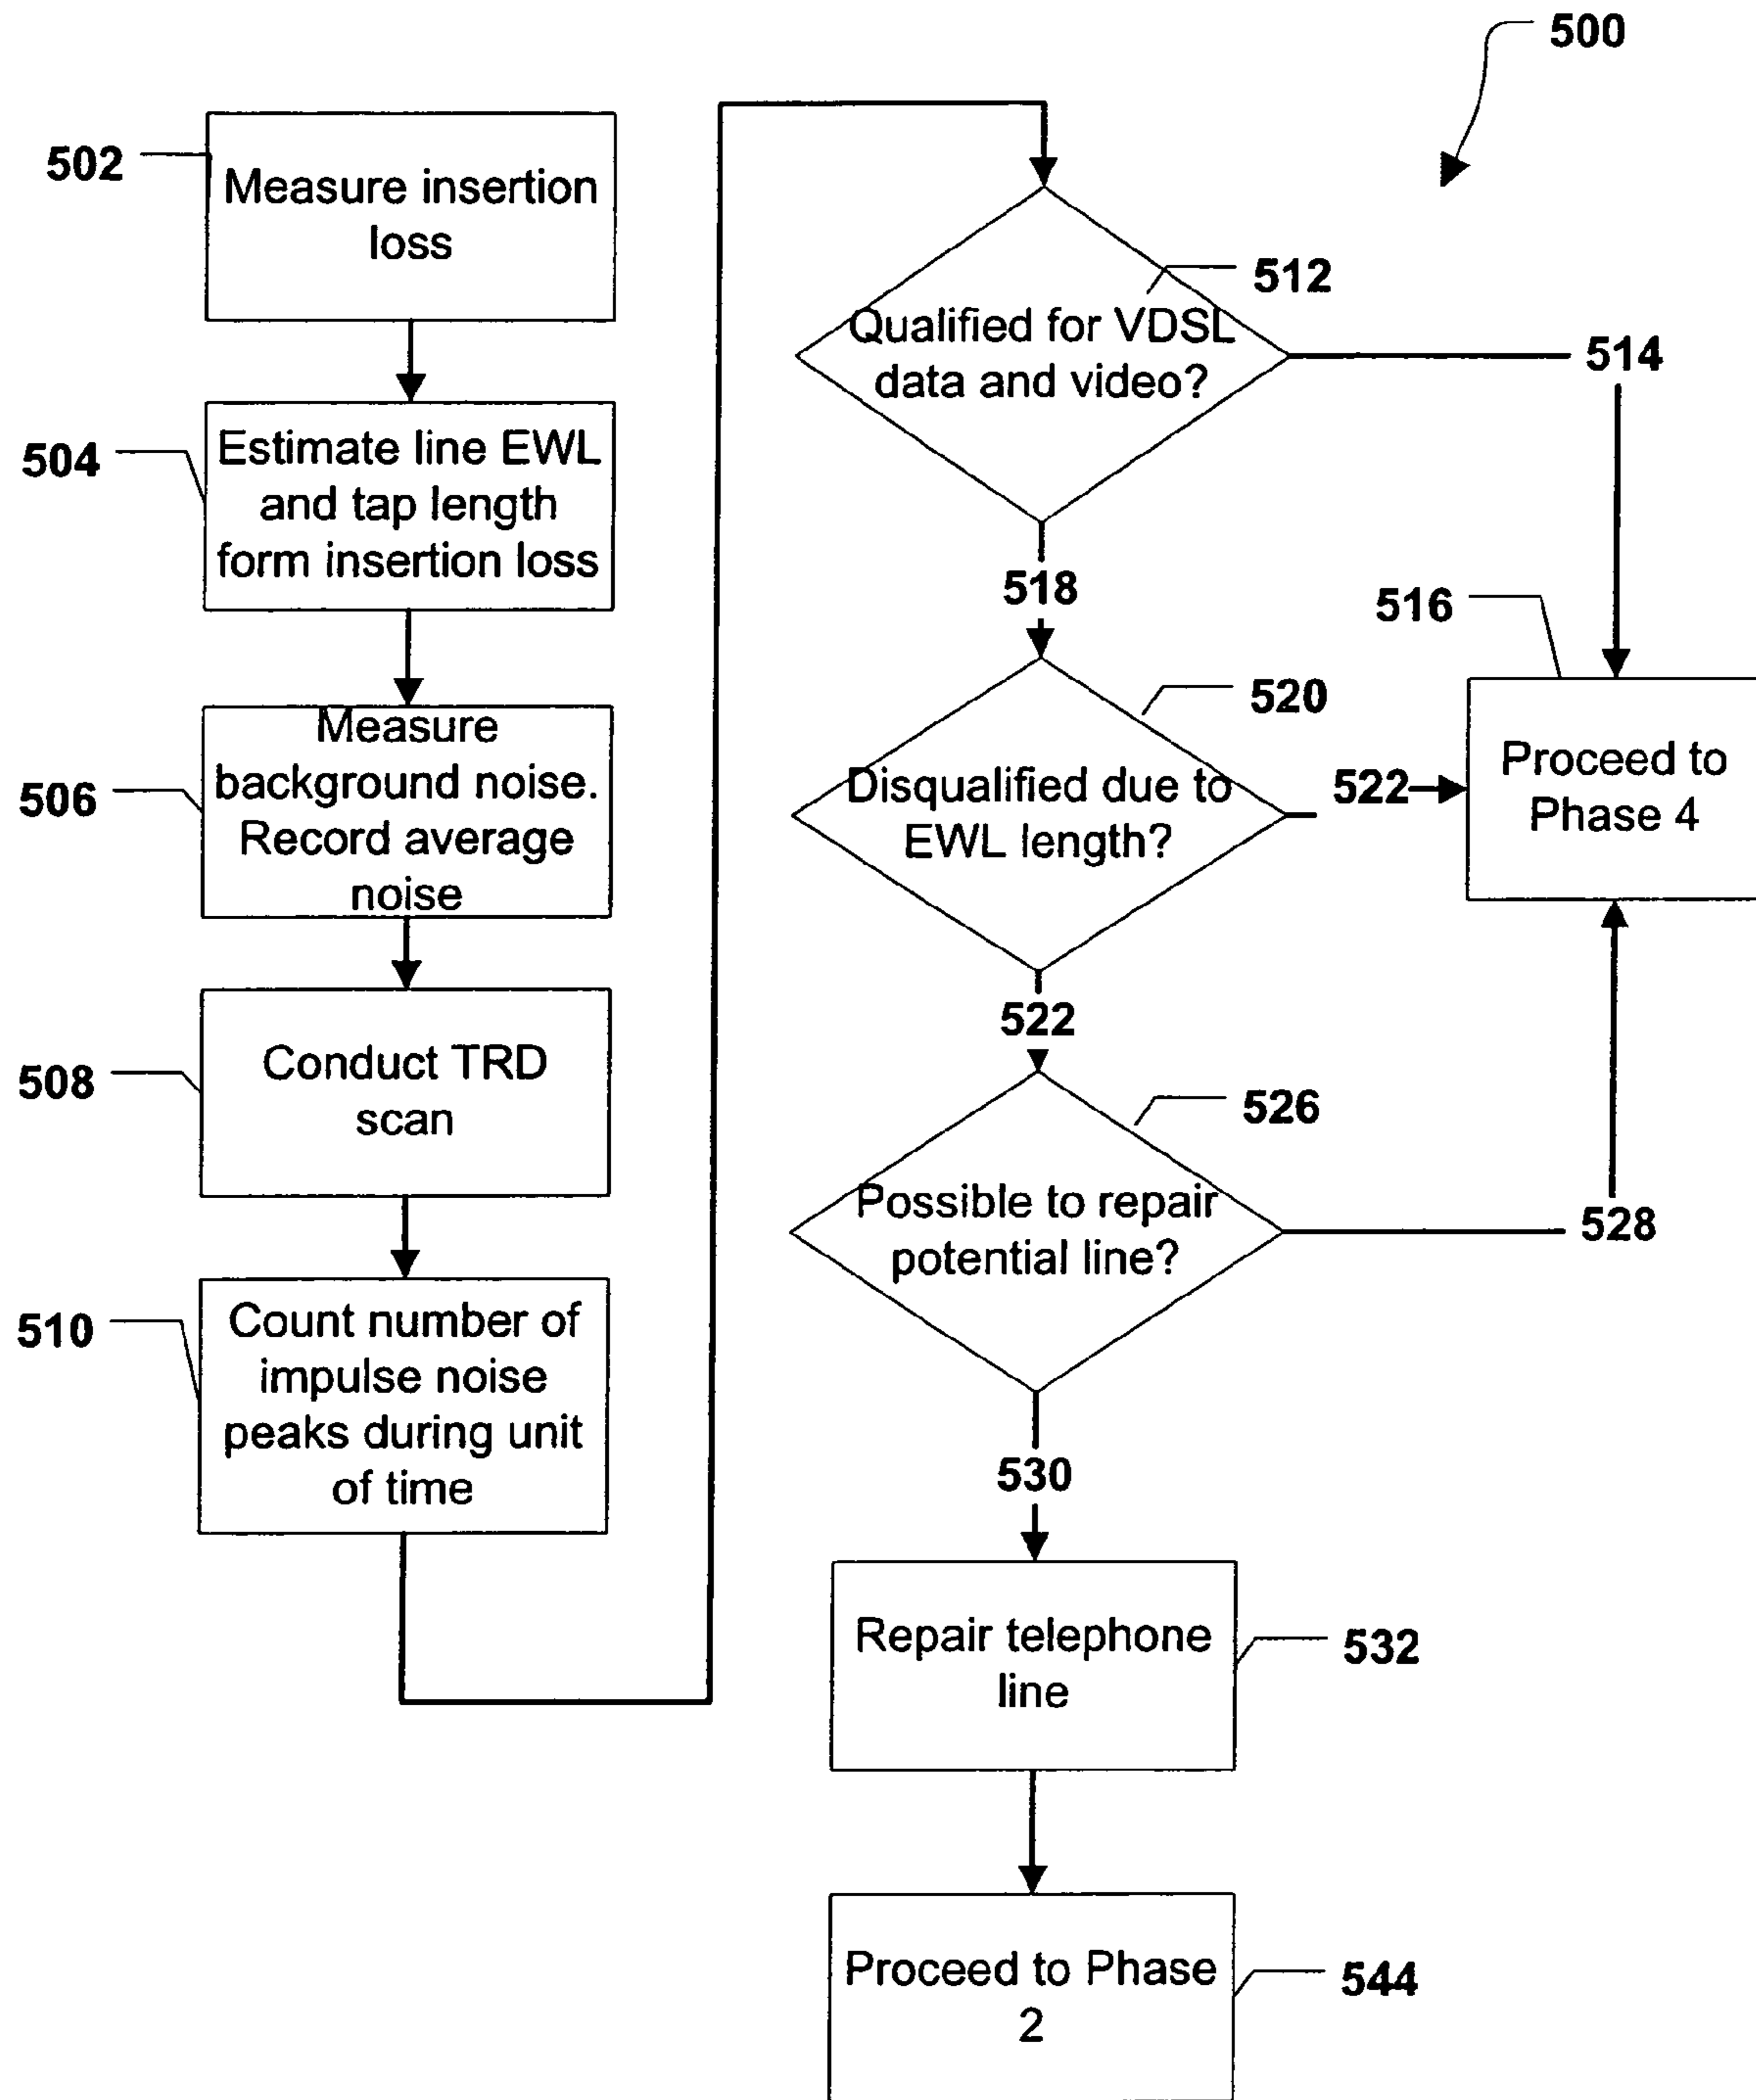 500
502
Measure insertion
loss
504
Estimate line EWL
and tap length
form insertion loss
506
Measure
background noise.
Record average
noise
508
Conduct TRD
scan
510
Count number of
impulse noise
peaks during unit
of time
512
Qualified for VDSL
data and video?
514
518
516
Proceed to
Phase 4
520
Disqualified due to
EWL length?
522
522
526
Possible to repair
potential line?
528
530
Repair telephone
line
532
Proceed to Phase
2
544